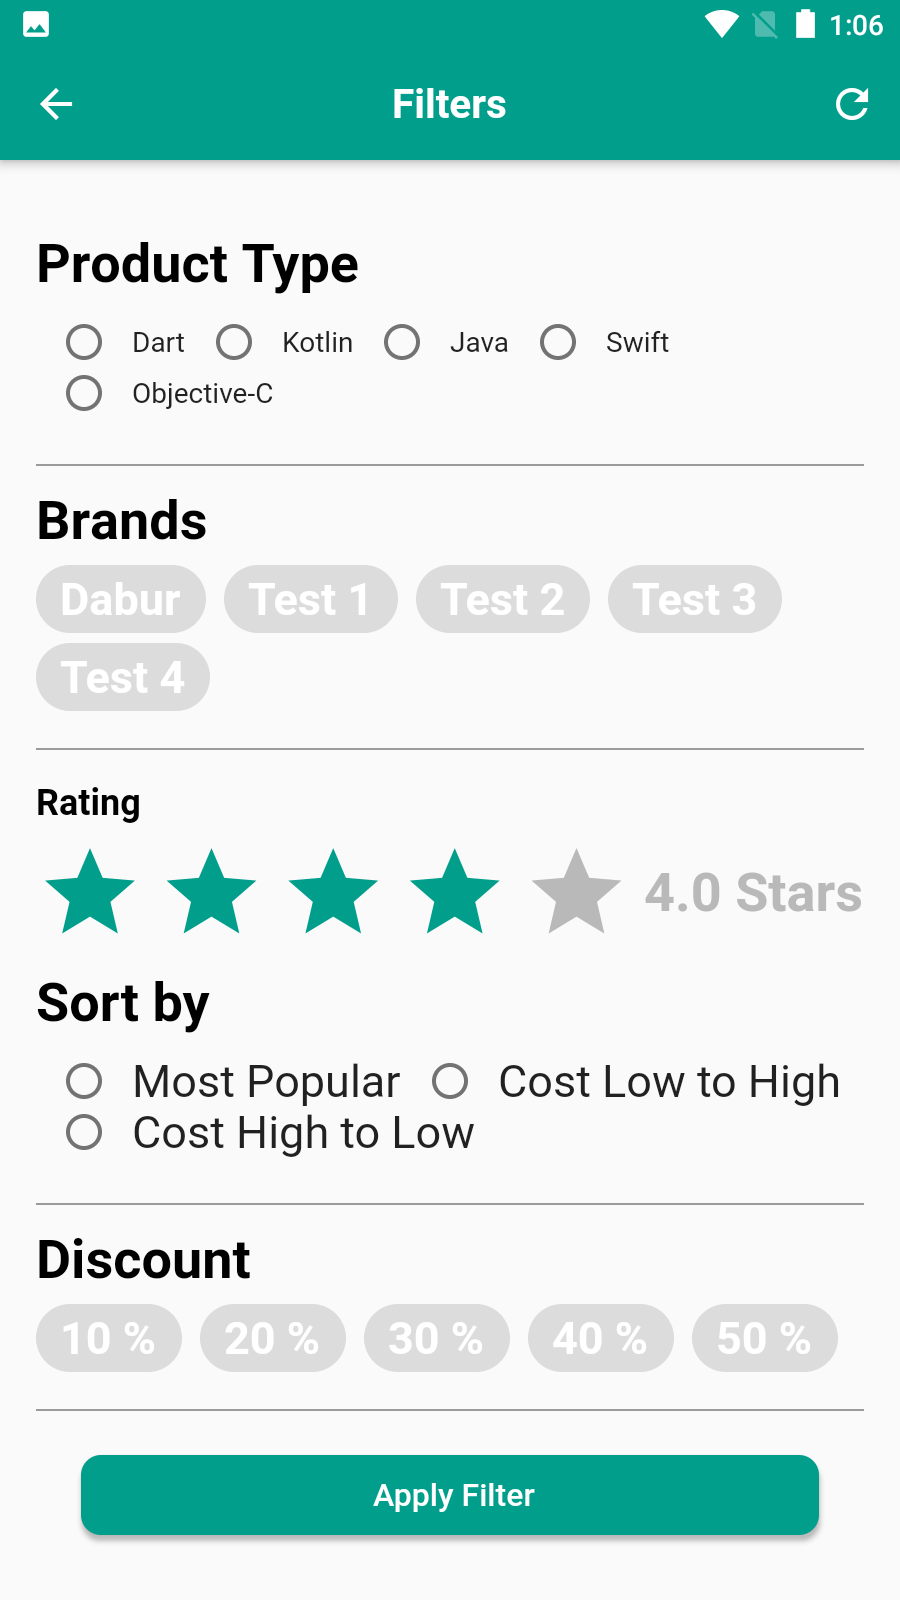 1:06
Filters
Product Type
Dart Kotlin Java Swift
Objective-C
Brands
Dabur Test 1 Test 2 Test 3
Test 4
Rating
4.0 Stars
Sort by
Most Popular Cost Low to High
Cost High to Low
Discount
10 % 20 % 30 % 40 % 50 %
Apply Filter